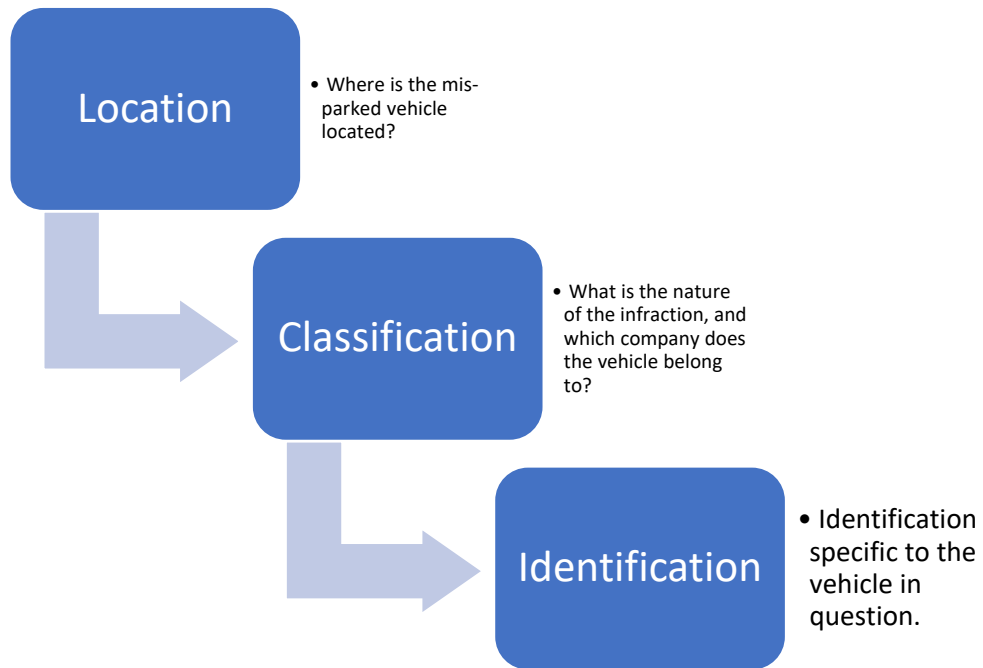 Location
• Where is the mis-
parked vehicle
located?
Classification
• What is the nature
of the infraction, and
which company does
the vehicle belong
to?
Identification
• Identification
specific to the
vehicle in
question.